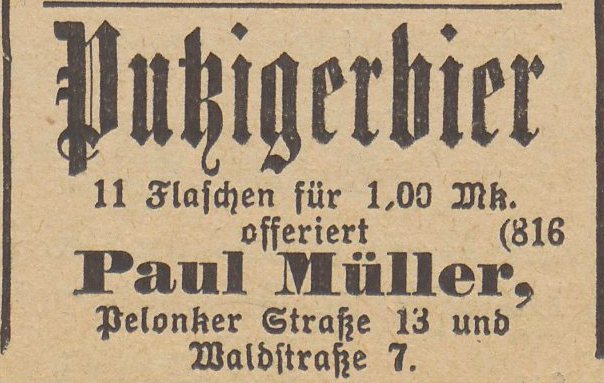 Putzigerbier
11 Flaschen für 1,00 Mk.
offeriert (816
Paul Müller,
Pelonker Straße 13 und
Waldstraße 7.